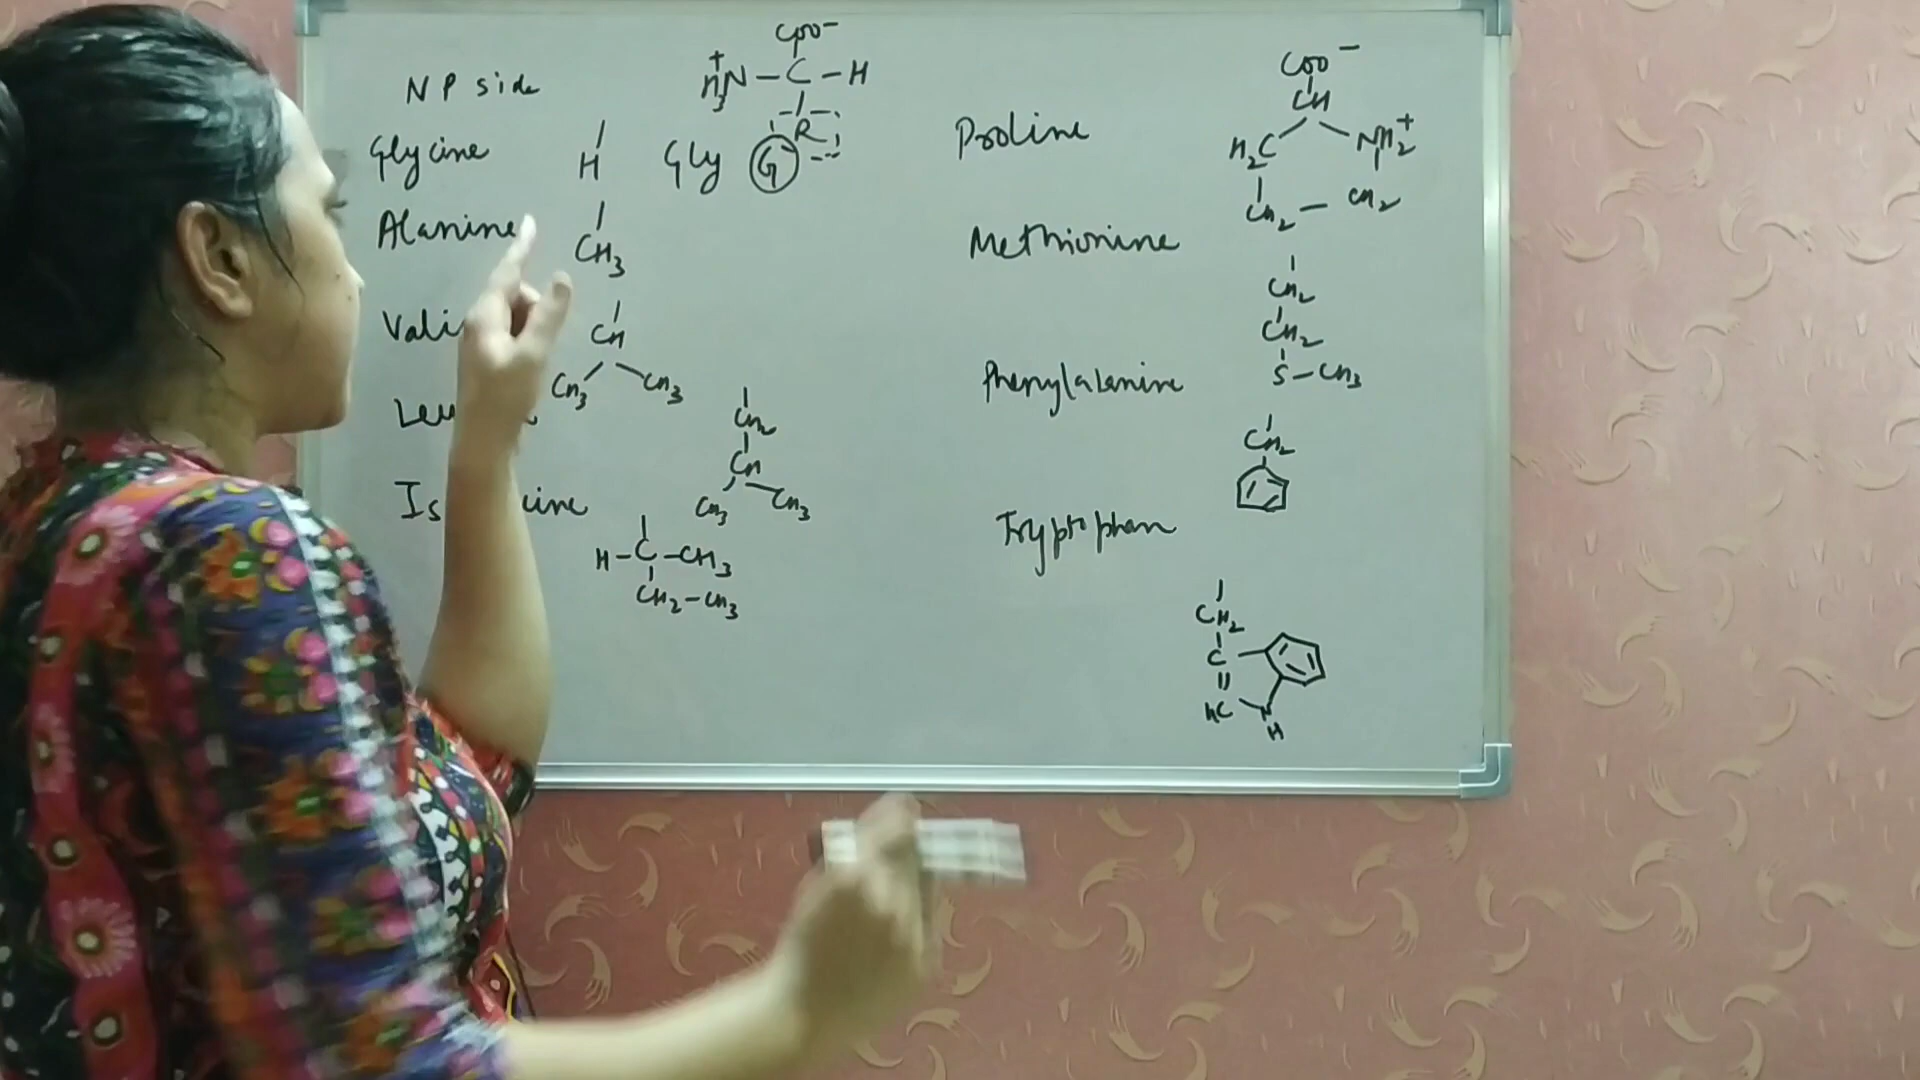 NP side
COO⁻
H₃N⁺ – C – H
R
Glycine H Gly G
Alanine CH₃
Vali CH
CH₃ CH₃
Leu
CH₂
CH
CH₃ CH₃
Is cine
H – C – CH₃
CH₂ – CH₃
Proline
COO⁻
CH
H₂C NH₂⁺
CH₂ – CH₂
Methionine
CH₂
CH₂
S – CH₃
Phenylalanine
CH₂
Tryptophan
CH₂
C
HC N
H